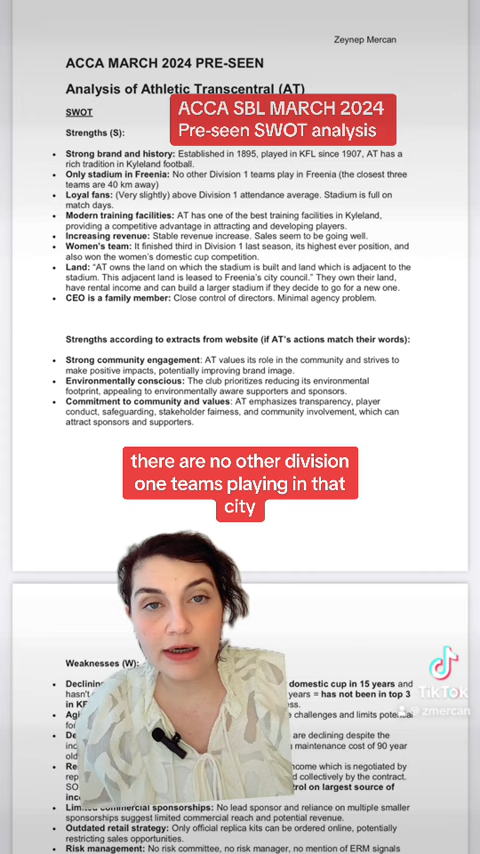 Zeynep Mercan
ACCA MARCH 2024 PRE-SEEN
Analysis of Athletic Transcentral (AT)
ACCA SBL MARCH 2024
Pre-seen SWOT analysis
SWOT
Strengths (S):
• Strong brand and history: Established in 1895, played in KFL since 1907, AT has a
rich tradition in Kyleland football.
• Only stadium in Freenia: No other Division 1 teams play in Freenia (the closest three
teams are 40 km away)
• Loyal fans: (Very slightly) above Division 1 attendance average. Stadium is full on
match days.
• Modern training facilities: AT has one of the best training facilities in Kyleland,
providing a competitive advantage in attracting and developing players.
• Increasing revenue: Stable revenue increase. Sales seem to be going well.
• Women's team: It finished third in Division 1 last season, its highest ever position, and
also won the women's domestic cup competition.
• Land: "AT owns the land on which the stadium is built and land which is adjacent to the
stadium. This adjacent land is leased to Freenia's city council." They own their land,
have rental income and can build a larger stadium if they decide to go for a new one.
• CEO is a family member: Close control of directors. Minimal agency problem.
Strengths according to extracts from website (if AT's actions match their words):
• Strong community engagement: AT values its role in the community and strives to
make positive impacts, potentially improving brand image.
• Environmentally conscious: The club prioritizes reducing its environmental
footprint, appealing to environmentally aware supporters and sponsors.
• Commitment to community and values: AT emphasizes transparency, player
conduct, safeguarding, stakeholder fairness, and community involvement, which can
attract sponsors and supporters.
there are no other division
one teams playing in that
city
Weaknesses (W):
• domestic cup in 15 years and
hasn't years = has not been in top 3
in
• challenges and limits potential
• are declining despite the
maintenance cost of 90 year
old
• income which is negotiated by
and collectively by the contract.
SO on largest source of
• Limited commercial sponsorships: No lead sponsor and reliance on multiple smaller
sponsorships suggest limited commercial reach and potential revenue.
• Outdated retail strategy: Only official replica kits can be ordered online, potentially
restricting sales opportunities.
• Risk management: No risk committee, no risk manager, no mention of ERM signals
TikTok
@zmercan